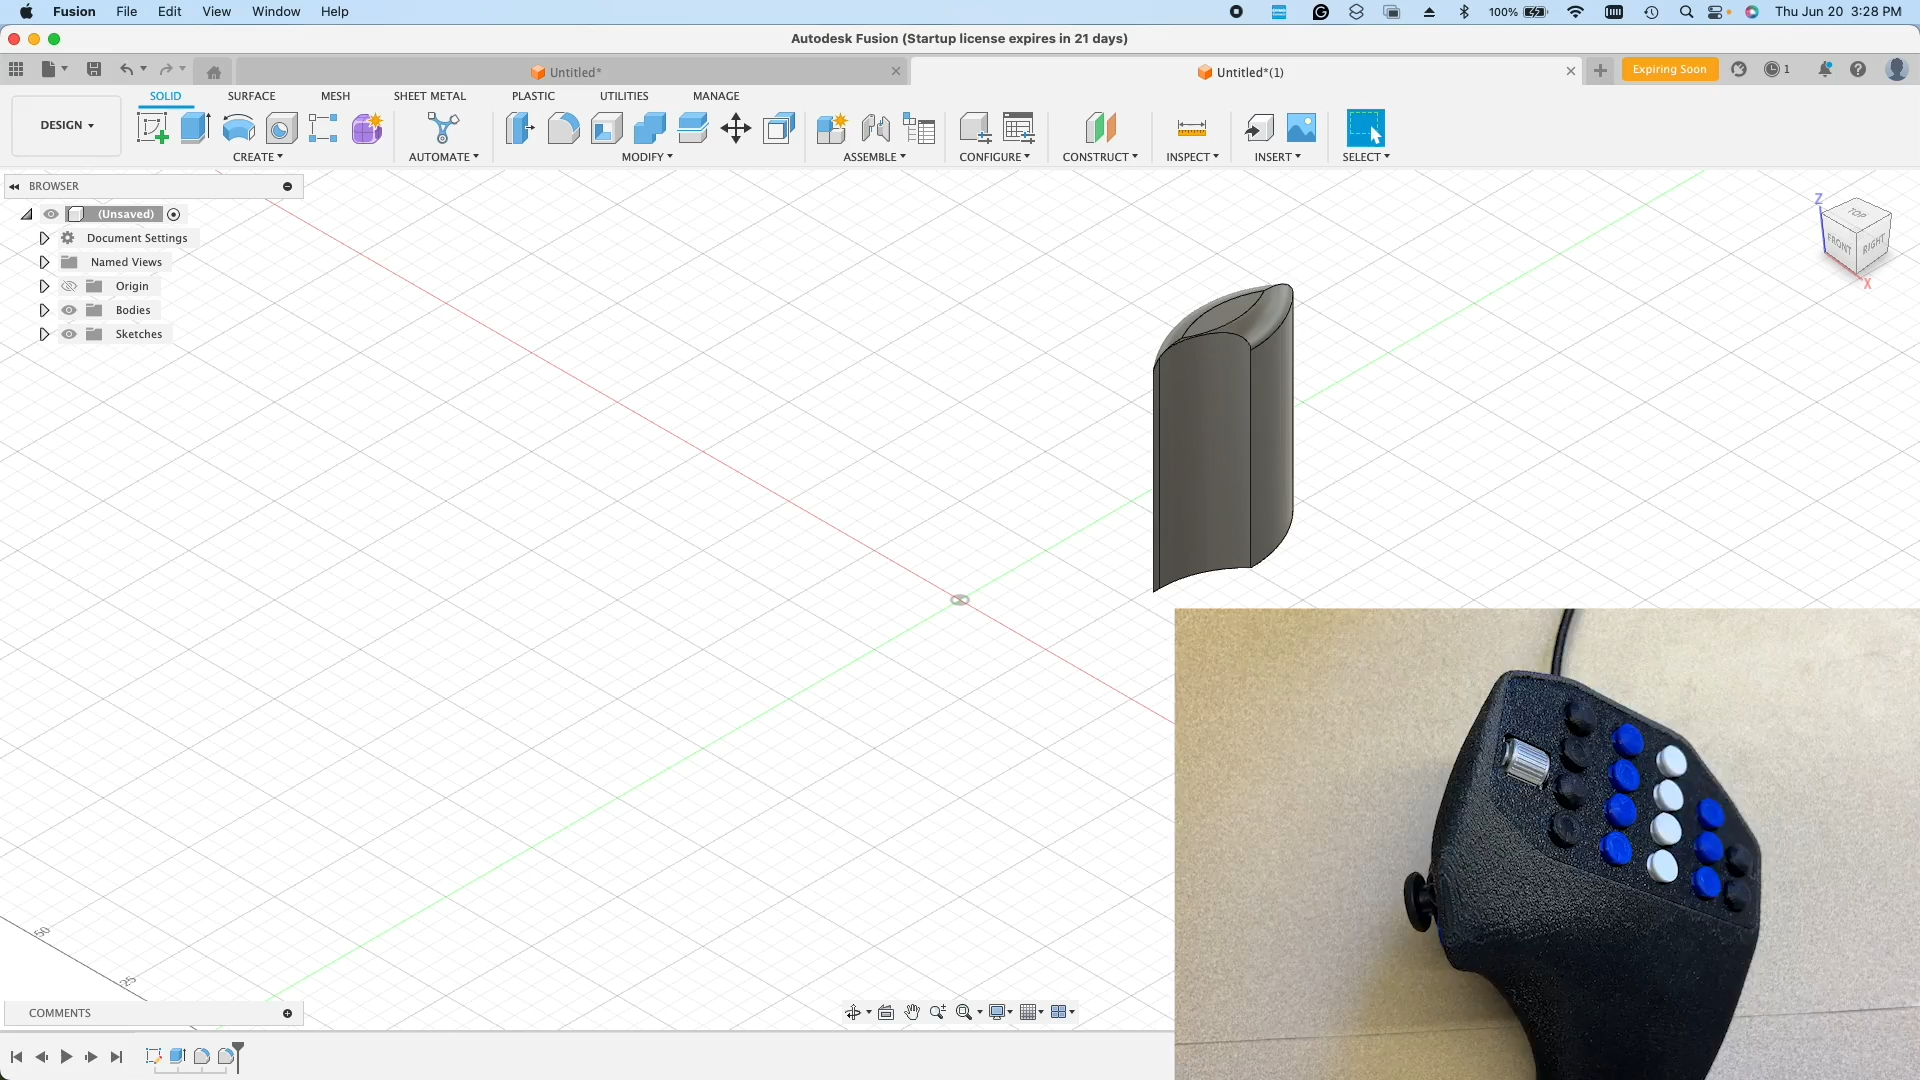 Fusion File Edit View Window Help 100% Thu Jun 20 3:28 PM
Autodesk Fusion (Startup license expires in 21 days)
Untitled* Untitled*(1) Expiring Soon 1
SOLID SURFACE MESH SHEET METAL PLASTIC UTILITIES MANAGE
DESIGN
CREATE AUTOMATE MODIFY ASSEMBLE CONFIGURE CONSTRUCT INSPECT INSERT SELECT
BROWSER
(Unsaved)
Document Settings
Named Views
Origin
Bodies
Sketches
Z
TOP
FRONT RIGHT
X
50
25
COMMENTS